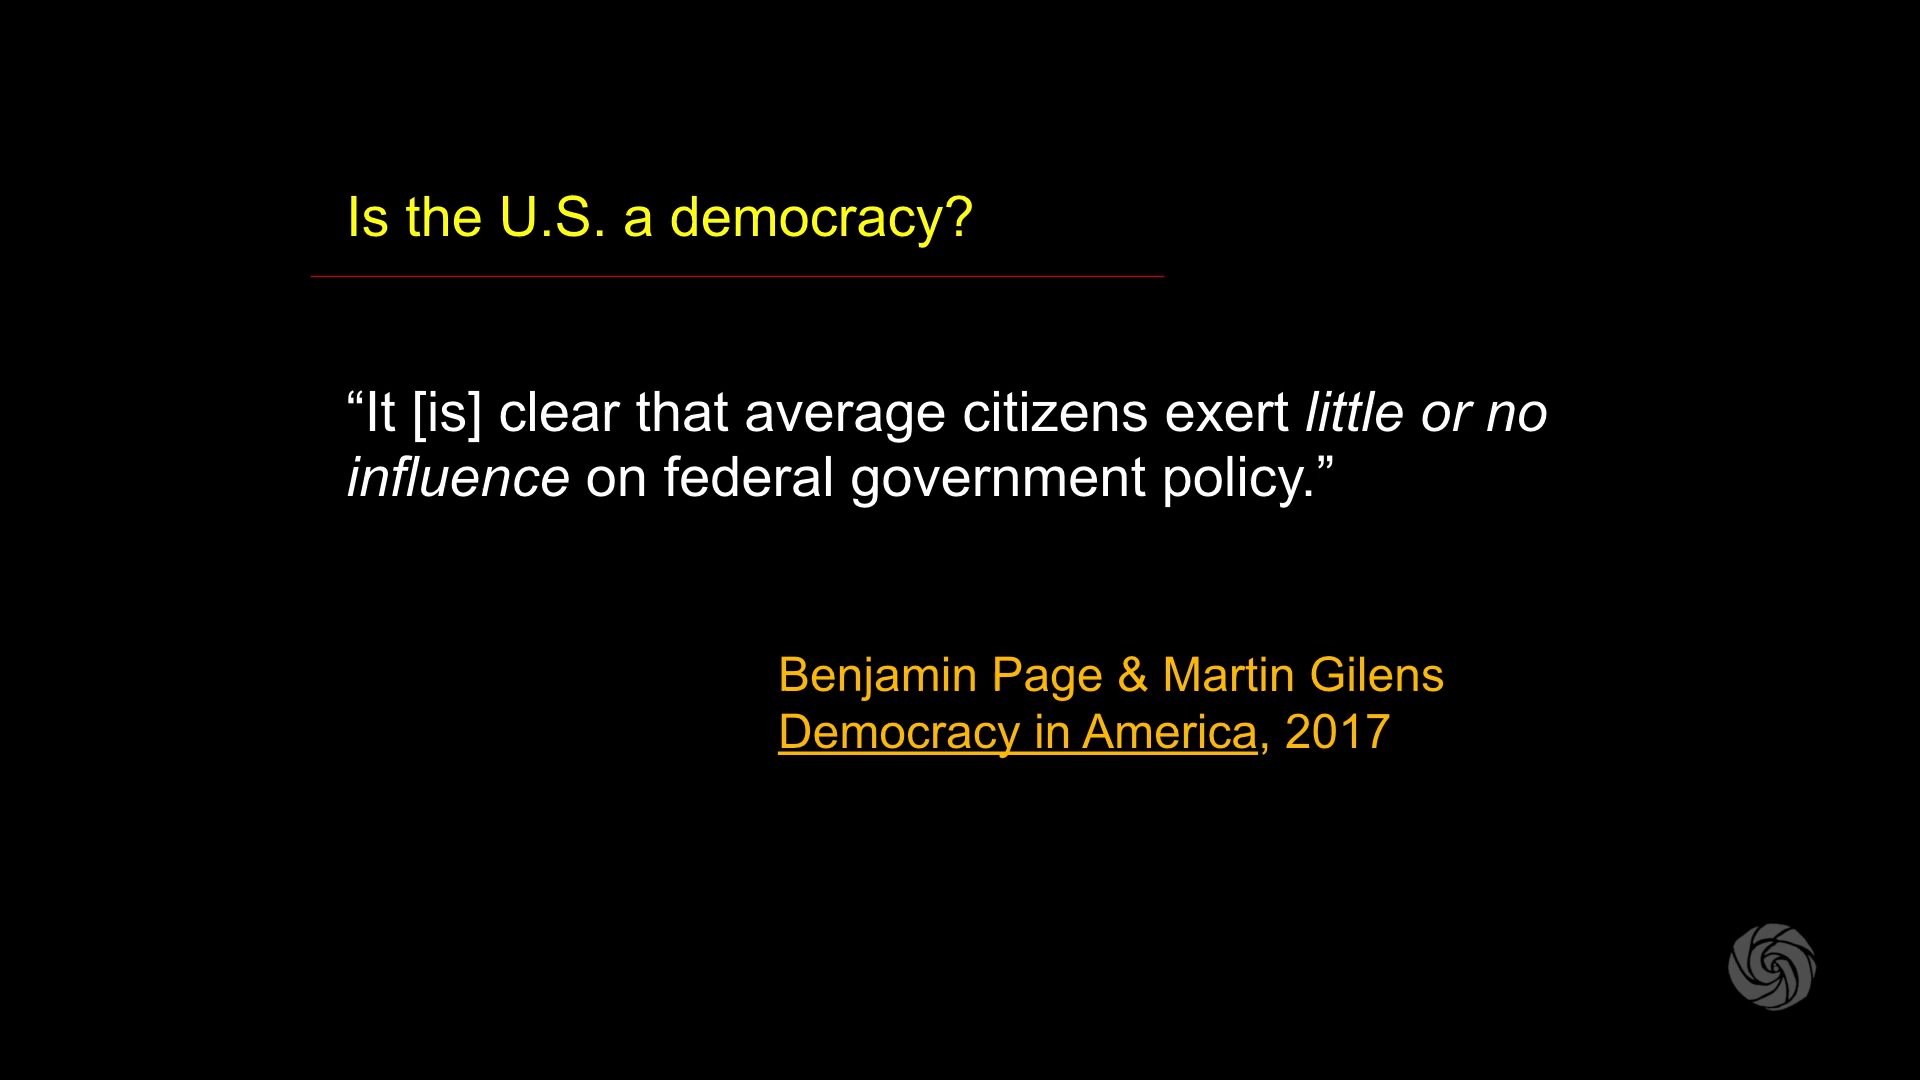 Is the U.S. a democracy?
“It [is] clear that average citizens exert little or no
influence on federal government policy.”
Benjamin Page & Martin Gilens
Democracy in America, 2017